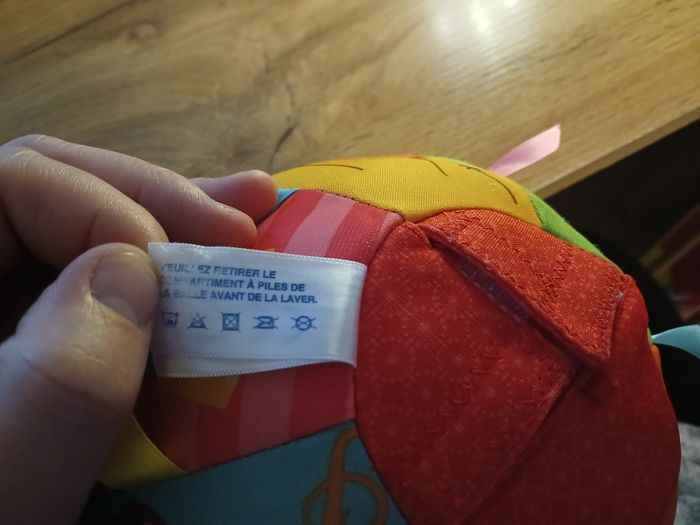 VEUILLEZ RETIRER LE
COMPARTIMENT À PILES DE
LA BALLE AVANT DE LA LAVER.